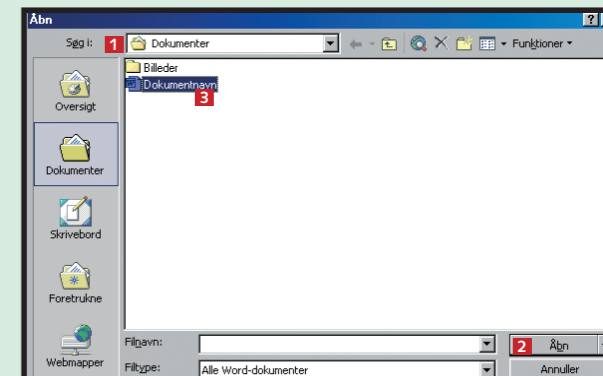 Åbn
Søg i: 1 Dokumenter Funktioner
Billeder
Dokumentnavn
3
Oversigt
Dokumenter
Skrivebord
Foretrukne
Webmapper
Filnavn: 2 Åbn
Filtype: Alle Word-dokumenter Annuller